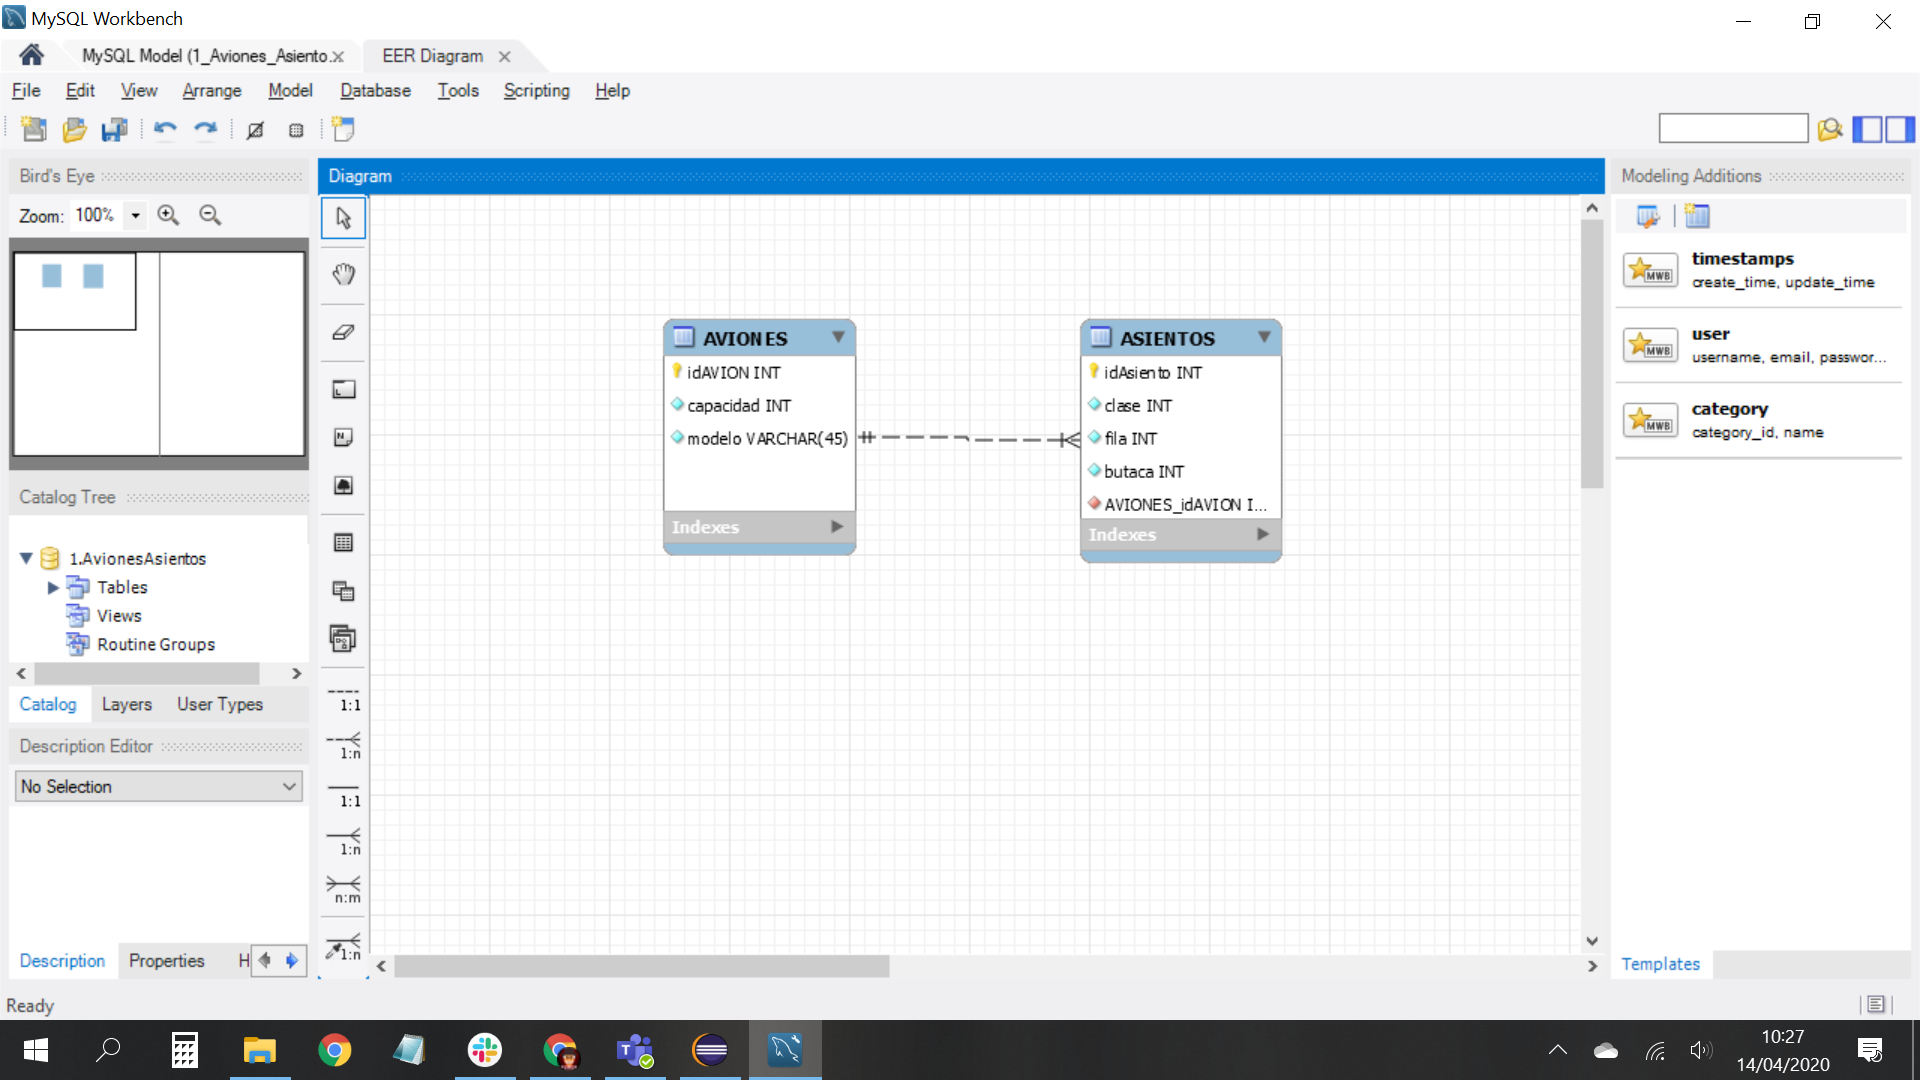 MySQL Workbench
MySQL Model (1_Aviones_Asiento.x
EER Diagram
File Edit View Arrange Model Database Tools Scripting Help
Bird's Eye
Zoom: 100%
Diagram
Modeling Additions
timestamps
create_time, update_time
MWB
user
username, email, passwor...
MWB
category
category_id, name
MWB
AVIONES
idAVION INT
capacidad INT
modelo VARCHAR(45)
Indexes
ASIENTOS
idAsiento INT
clase INT
fila INT
butaca INT
AVIONES_idAVION I...
Indexes
Catalog Tree
1.AvionesAsientos
Tables
Views
Routine Groups
Catalog Layers User Types
Description Editor
No Selection
1:1
1:n
1:1
1:n
n:m
1:n
Description Properties H
Templates
Ready
10:27
14/04/2020